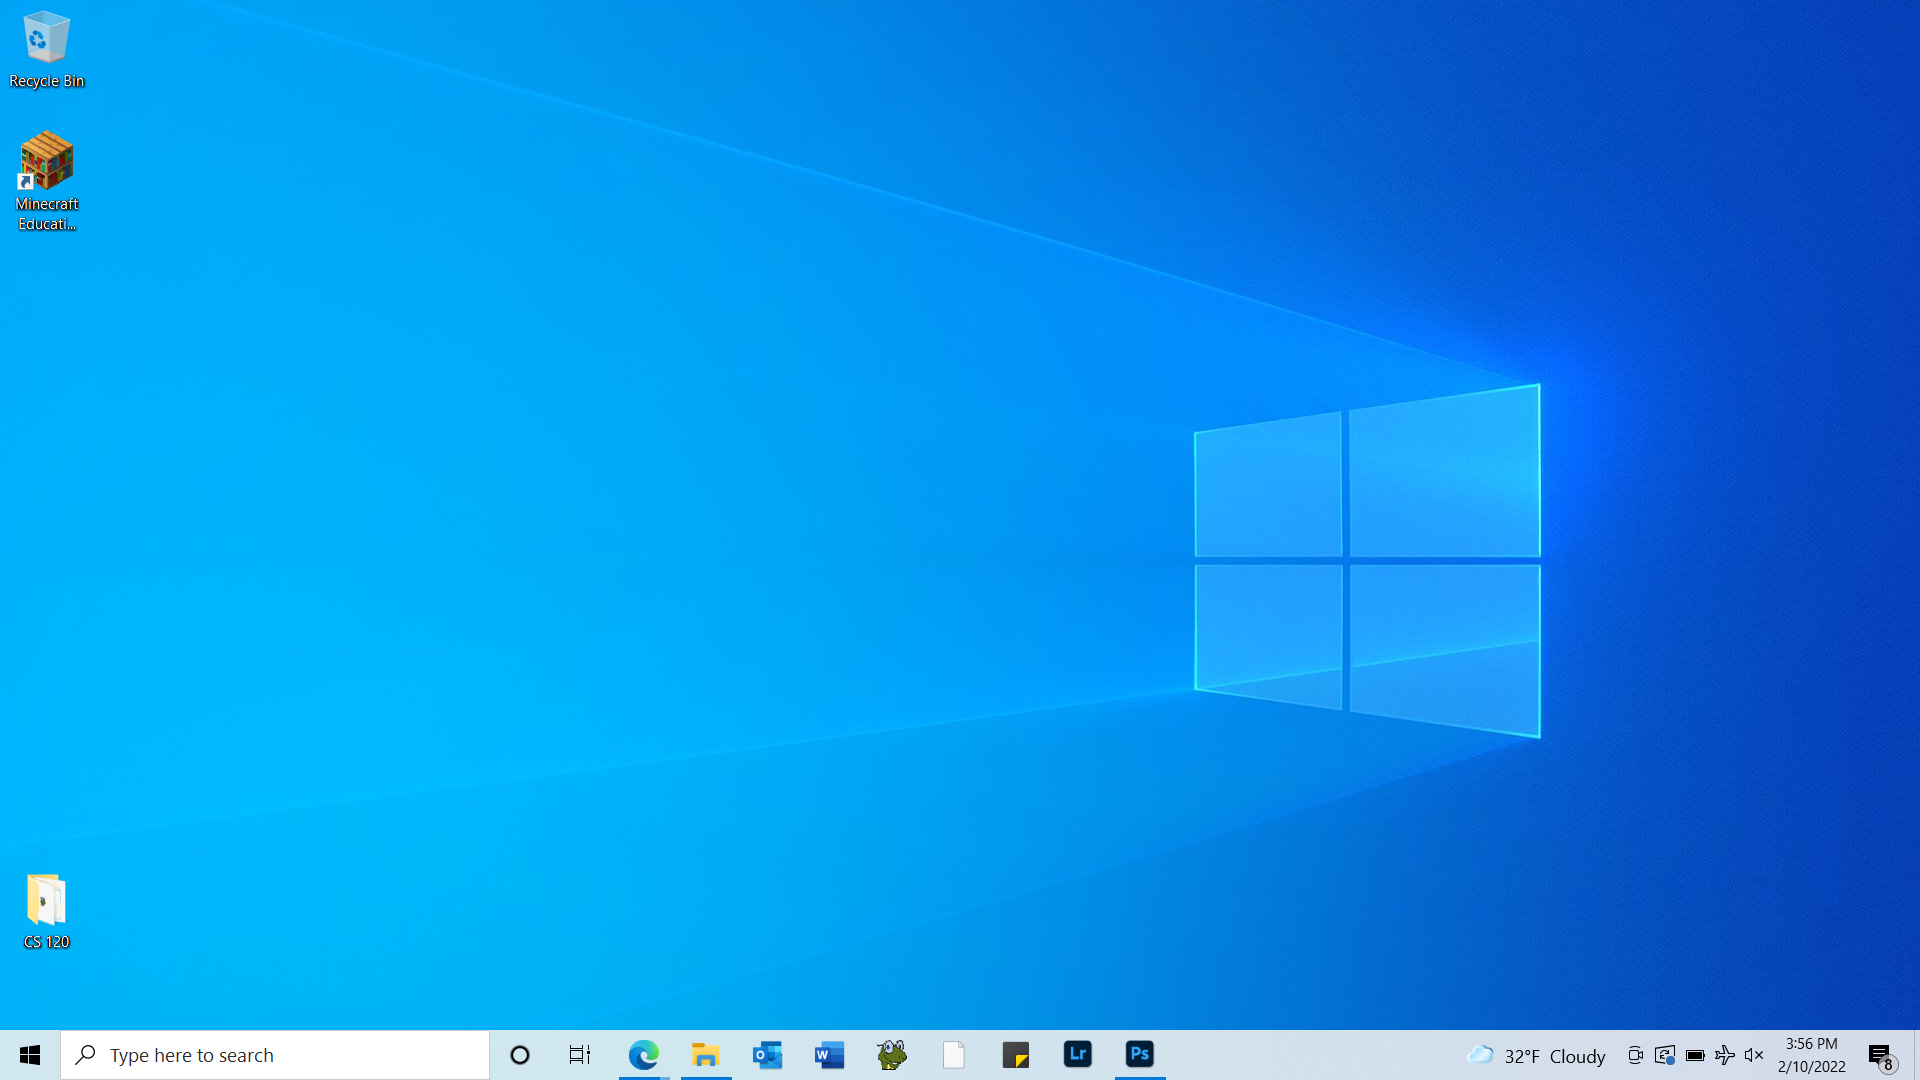 Recycle Bin
Minecraft
Educati...
CS 120
Type here to search
O
W
Lr
Ps
32°F Cloudy
3:56 PM
2/10/2022
8